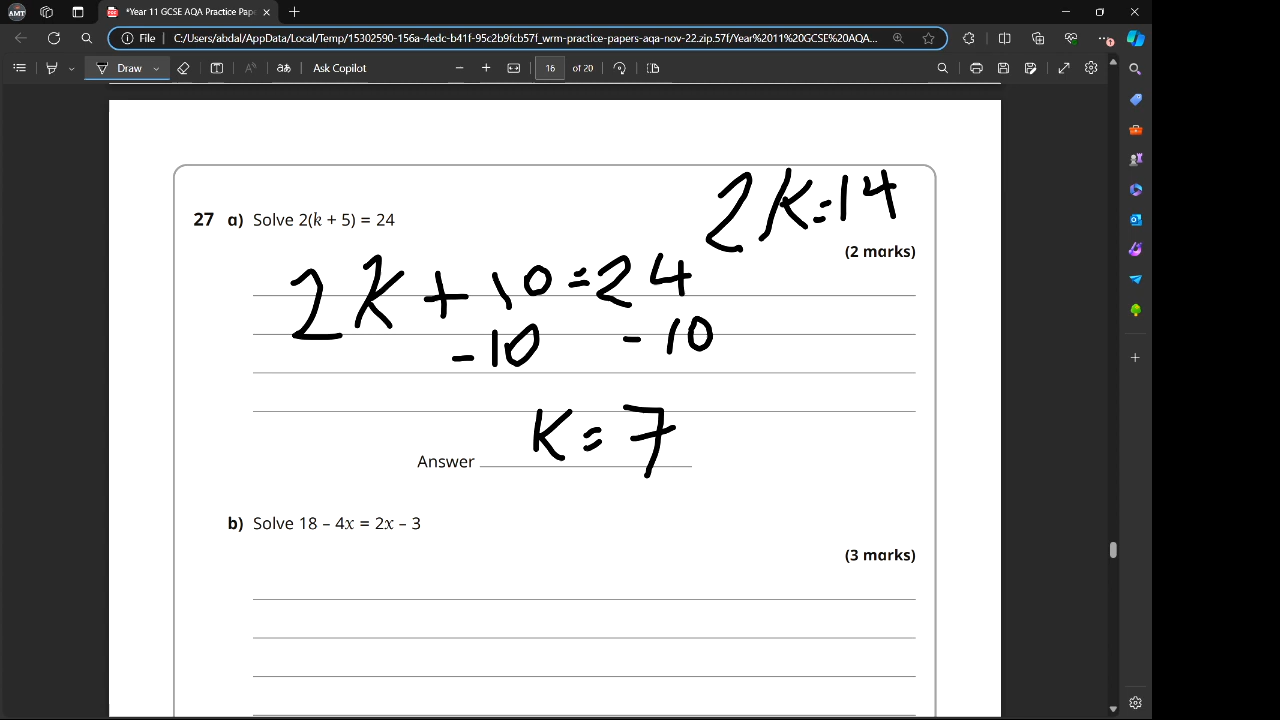 AMT
*Year 11 GCSE AQA Practice Pape
File
C:/Users/abdal/AppData/Local/Temp/15302590-156a-4edc-b41f-95c2b9fcb57f_wrm-practice-papers-aqa-nov-22.zip.57f/Year%2011%20GCSE%20AQA...
Draw
Ask Copilot
16 of 20
2k=14
27 a) Solve 2(k + 5) = 24
(2 marks)
2k + 10 = 24
-10 -10
k = 7
Answer
b) Solve 18 – 4x = 2x – 3
(3 marks)